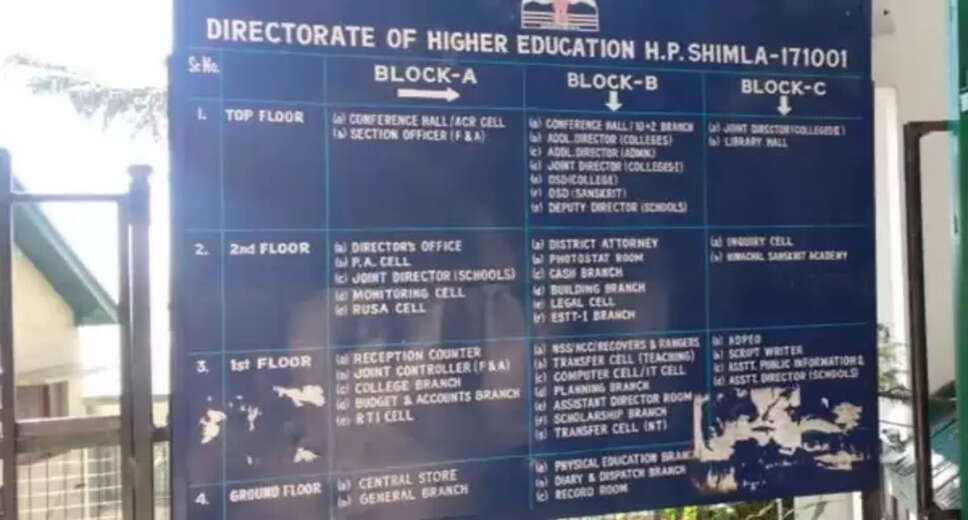 DIRECTORATE OF HIGHER EDUCATION H.P. SHIMLA-171001
Sr No. BLOCK-A BLOCK-B BLOCK-C
1. TOP FLOOR
(a) CONFERENCE HALL/ACR CELL
(b) SECTION OFFICER (F&A)
(a) CONFERENCE HALL/10+2 BRANCH
(b) ADDL.DIRECTOR (COLLEGES)
(c) ADDL.DIRECTOR (ADMN)
(d) JOINT DIRECTOR (COLLEGES-I)
(e) OSD(COLLEGE)
(f) OSD (SANSKRIT)
(g) DEPUTY DIRECTOR (SCHOOLS)
(a) JOINT DIRECTOR(COLLEGES-II)
(b) LIBRARY HALL
2. 2nd FLOOR
(a) DIRECTOR'S OFFICE
(b) P.A. CELL
(c) JOINT DIRECTOR (SCHOOLS)
(d) MONITORING CELL
(e) RUSA CELL
(a) DISTRICT ATTORNEY
(b) PHOTOSTAT ROOM
(c) CASH BRANCH
(d) BUILDING BRANCH
(e) LEGAL CELL
(f) ESTT-I BRANCH
(a) INQUIRY CELL
(b) HIMACHAL SANSKRIT ACADEMY
3. 1st FLOOR
(a) RECEPTION COUNTER
(b) JOINT CONTROLLER (F&A)
(c) COLLEGE BRANCH
(d) BUDGET & ACCOUNTS BRANCH
(e) RTI CELL
(a) NSS/NCC/RECOVERS & RANGERS
(b) TRANSFER CELL (TEACHING)
(c) COMPUTER CELL/IT CELL
(d) PLANNING BRANCH
(e) ASSISTANT DIRECTOR ROOM
(f) SCHOLARSHIP BRANCH
(g) TRANSFER CELL (NT)
(a) ADPEO
(b) SCRIPT WRITER
(c) ASSTT. PUBLIC INFORMATION
(d) ASSTT. DIRECTOR (SCHOOLS)
4. GROUND FLOOR
(a) CENTRAL STORE
(b) GENERAL BRANCH
(a) PHYSICAL EDUCATION BRAN
(b) DIARY & DISPATCH BRANCH
(c) RECORD ROOM